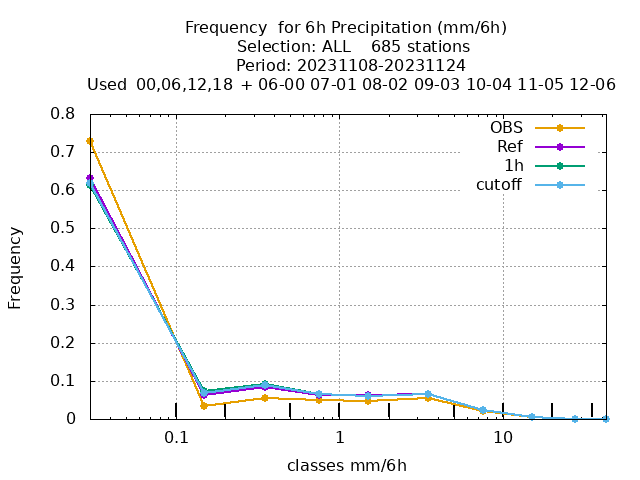 Frequency  for 6h Precipitation (mm/6h)
Selection: ALL    685 stations
Period: 20231108-20231124
Used  00,06,12,18  + 06-00 07-01 08-02 09-03 10-04 11-05 12-06
OBS
Ref
1h
cutoff
0.8
0.7
0.6
0.5
0.4
0.3
0.2
0.1
0
Frequency
0.1 1 10
classes mm/6h